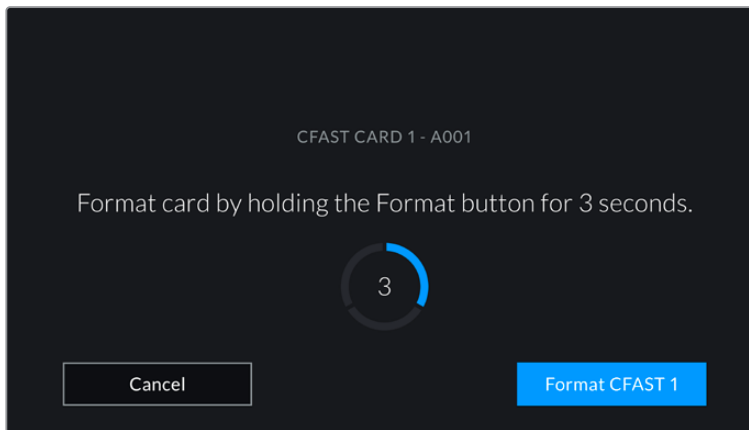 CFAST CARD 1 - A001
Format card by holding the Format button for 3 seconds.
3
Cancel
Format CFAST 1